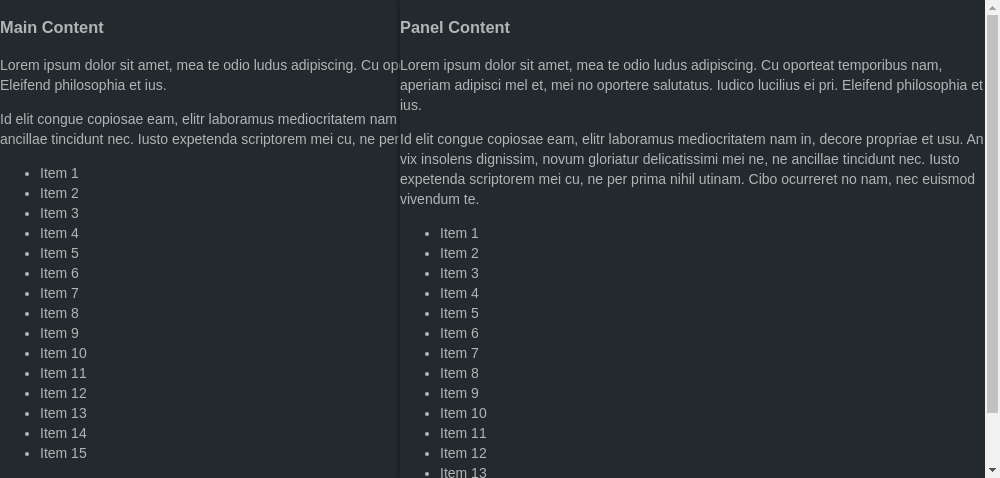 Main Content
Lorem ipsum dolor sit amet, mea te odio ludus adipiscing. Cu op
Eleifend philosophia et ius.
Id elit congue copiosae eam, elitr laboramus mediocritatem nam
ancillae tincidunt nec. Iusto expetenda scriptorem mei cu, ne per
Item 1
Item 2
Item 3
Item 4
Item 5
Item 6
Item 7
Item 8
Item 9
Item 10
Item 11
Item 12
Item 13
Item 14
Item 15
Panel Content
Lorem ipsum dolor sit amet, mea te odio ludus adipiscing. Cu oporteat temporibus nam,
aperiam adipisci mel et, mei no oportere salutatus. Iudico lucilius ei pri. Eleifend philosophia et
ius.
Id elit congue copiosae eam, elitr laboramus mediocritatem nam in, decore propriae et usu. An
vix insolens dignissim, novum gloriatur delicatissimi mei ne, ne ancillae tincidunt nec. Iusto
expetenda scriptorem mei cu, ne per prima nihil utinam. Cibo ocurreret no nam, nec euismod
vivendum te.
Item 1
Item 2
Item 3
Item 4
Item 5
Item 6
Item 7
Item 8
Item 9
Item 10
Item 11
Item 12
Item 13